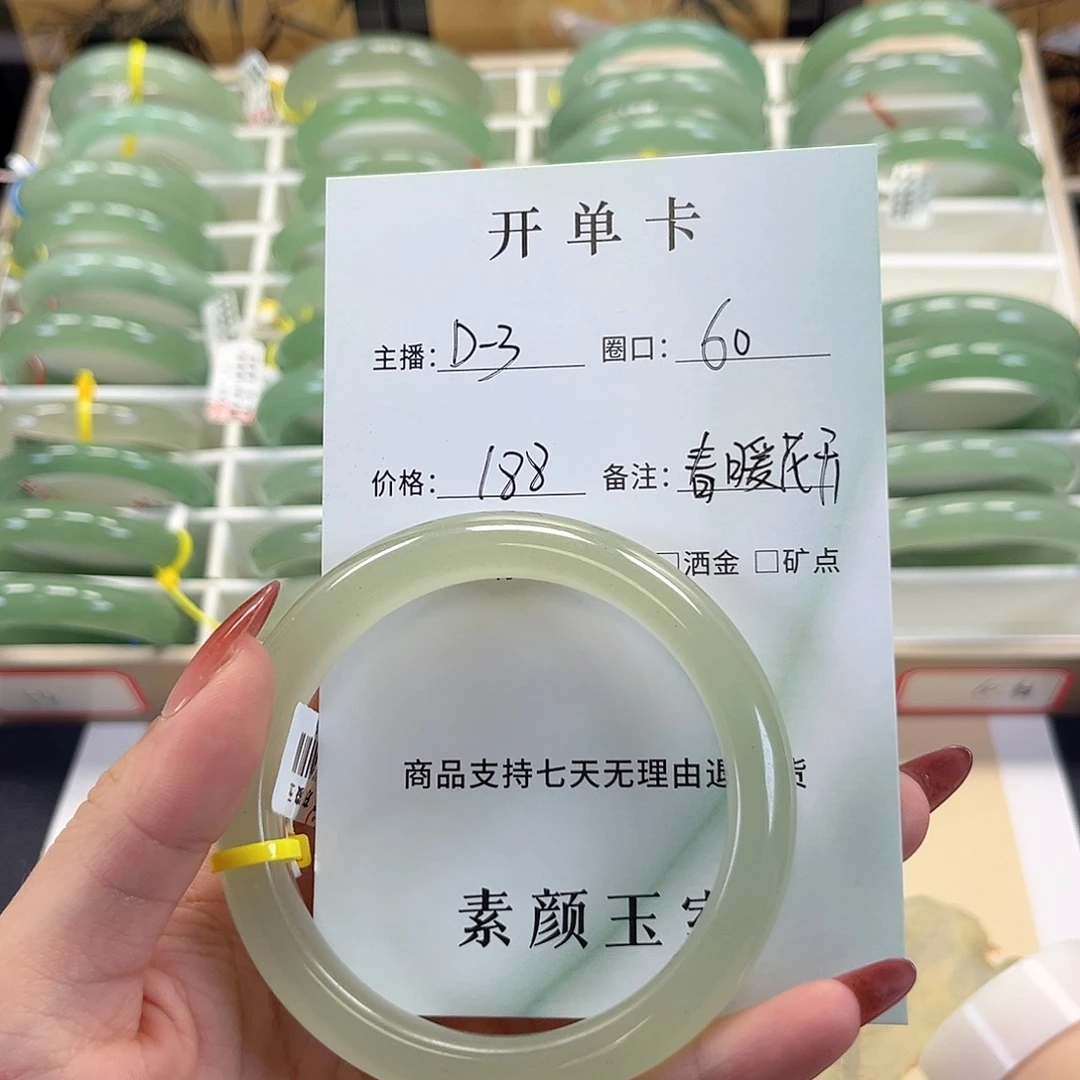 开单卡
主播: D-3 圈口: 60
价格: 188 备注: 春暖花开
□洒金 □矿点
商品支持七天无理由退 货
素颜玉